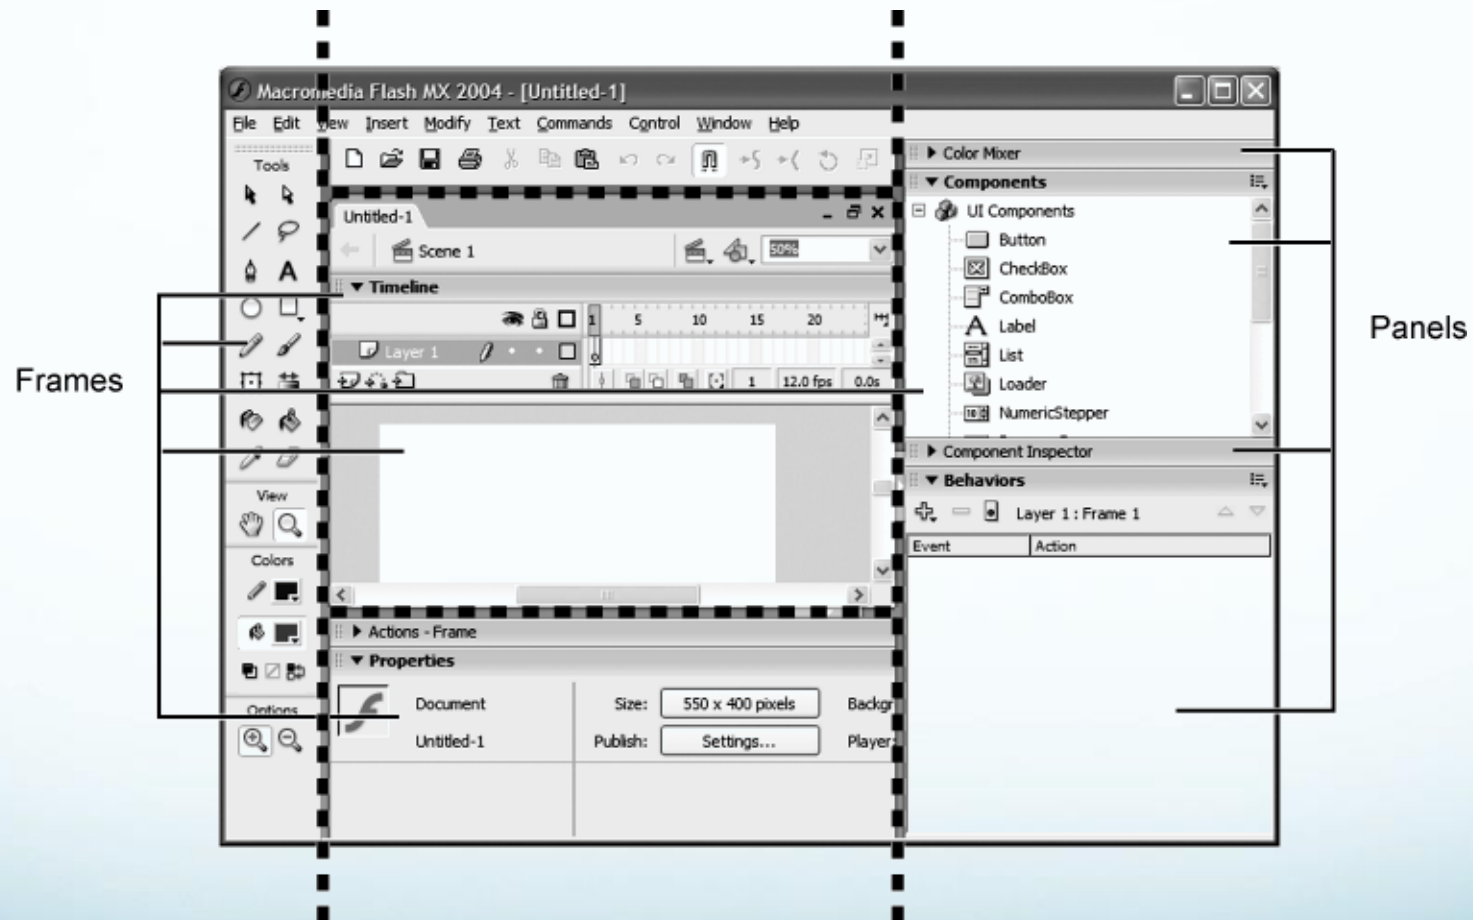 Macromedia Flash MX 2004 - [Untitled-1]
File Edit View Insert Modify Text Commands Control Window Help
Tools
View
Colors
Options
Untitled-1
Scene 1
50%
Timeline
1 5 10 15 20
Layer 1
1 12.0 fps 0.0s
Actions - Frame
Properties
Document
Size: 550 x 400 pixels Backgr
Untitled-1
Publish: Settings... Player:
Color Mixer
Components
UI Components
Button
CheckBox
ComboBox
Label
List
Loader
NumericStepper
Component Inspector
Behaviors
Layer 1 : Frame 1
Event Action
Frames
Panels